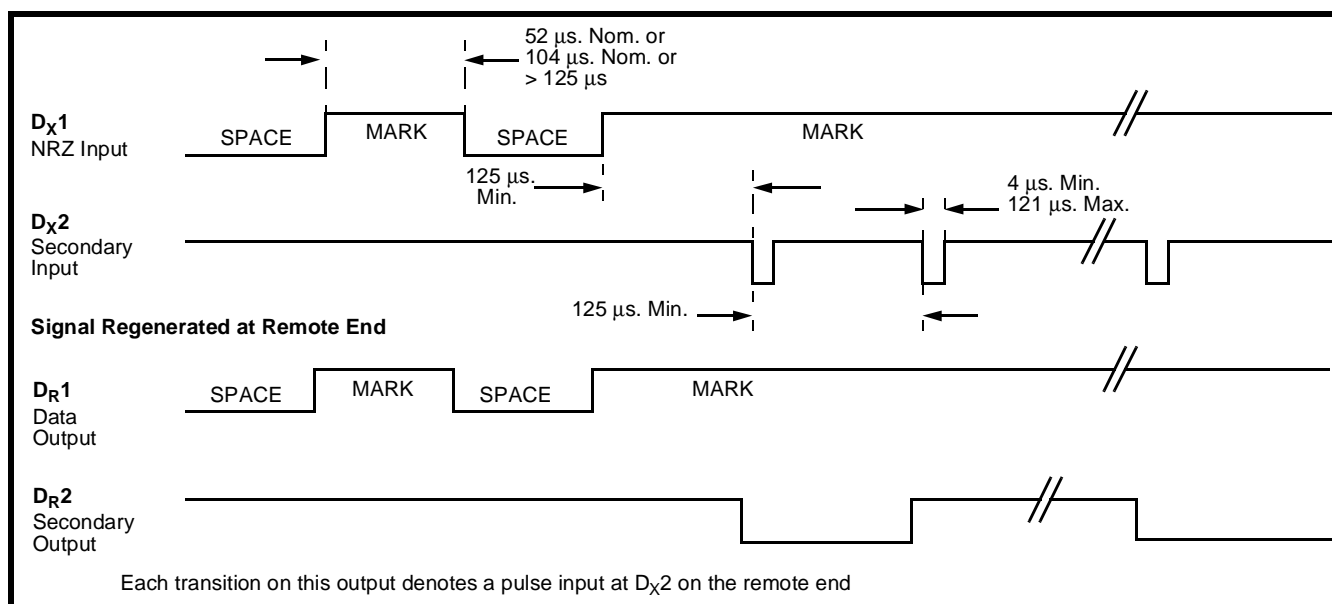 52 μs. Nom. or
104 μs. Nom. or
> 125 μs
DX1
NRZ Input
SPACE
MARK
SPACE
MARK
125 μs.
Min.
4 μs. Min.
121 μs. Max.
DX2
Secondary
Input
125 μs. Min.
Signal Regenerated at Remote End
DR1
Data
Output
SPACE
MARK
SPACE
MARK
DR2
Secondary
Output
Each transition on this output denotes a pulse input at DX2 on the remote end